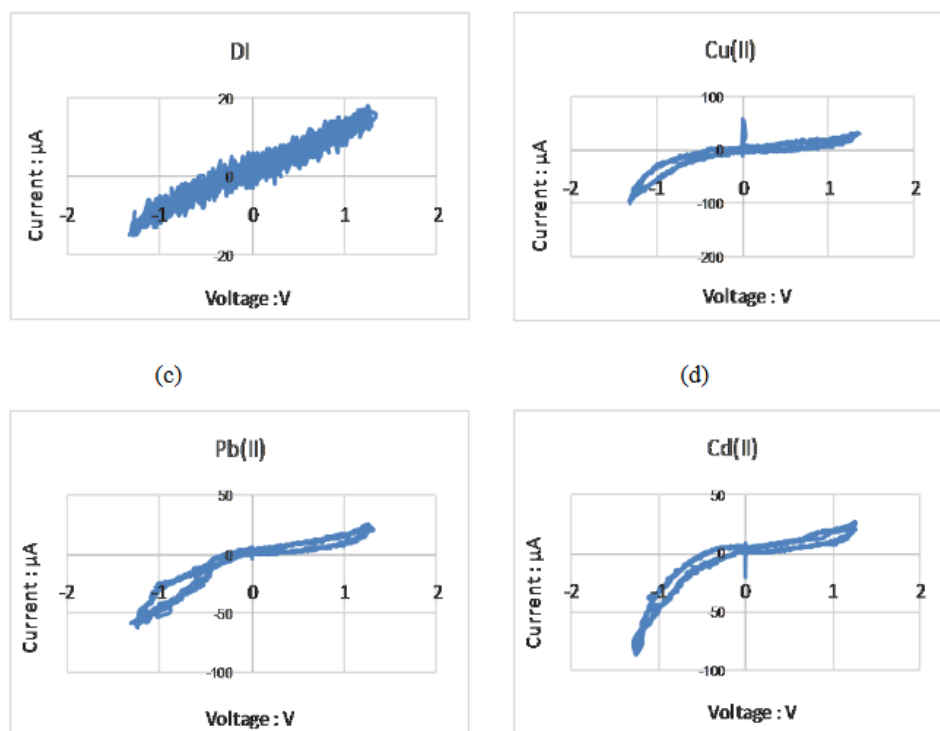 DI
20
Current : µA
0
-2
-1
0
1
2
-20
Voltage : V
Cu(II)
100
Current : µA
0
-2
-1
0
1
2
-100
-200
Voltage : V
(c)
(d)
Pb(II)
50
Current : µA
0
-2
-1
0
1
2
-50
-100
Voltage : V
Cd(II)
50
Current : µA
0
-2
-1
0
1
2
-50
-100
Voltage : V